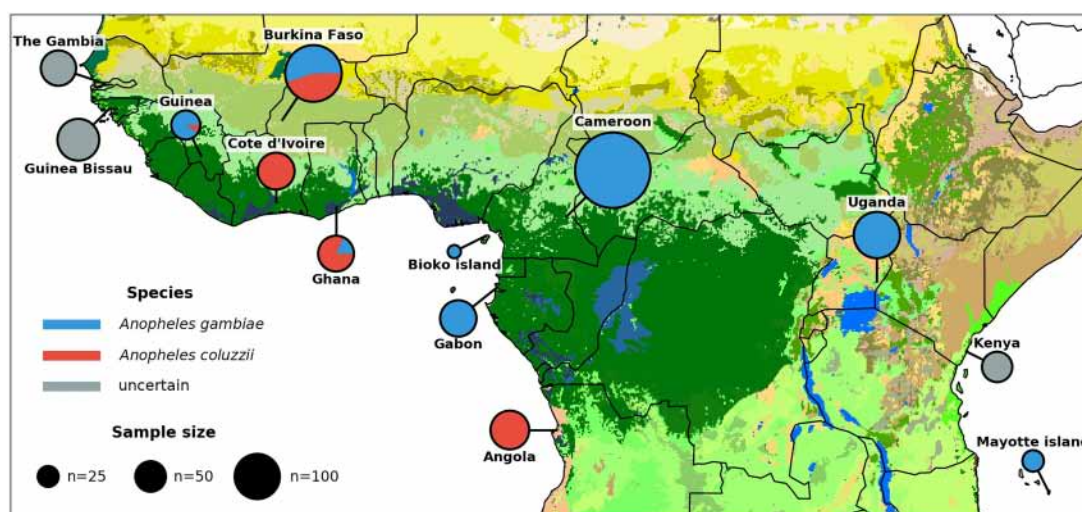 The Gambia
Burkina Faso
Guinea
Cameroon
Cote d'Ivoire
Guinea Bissau
Uganda
Bioko island
Ghana
Species
Anopheles gambiae
Gabon
Kenya
Anopheles coluzzii
uncertain
Sample size
Angola
Mayotte island
n=25
n=50
n=100